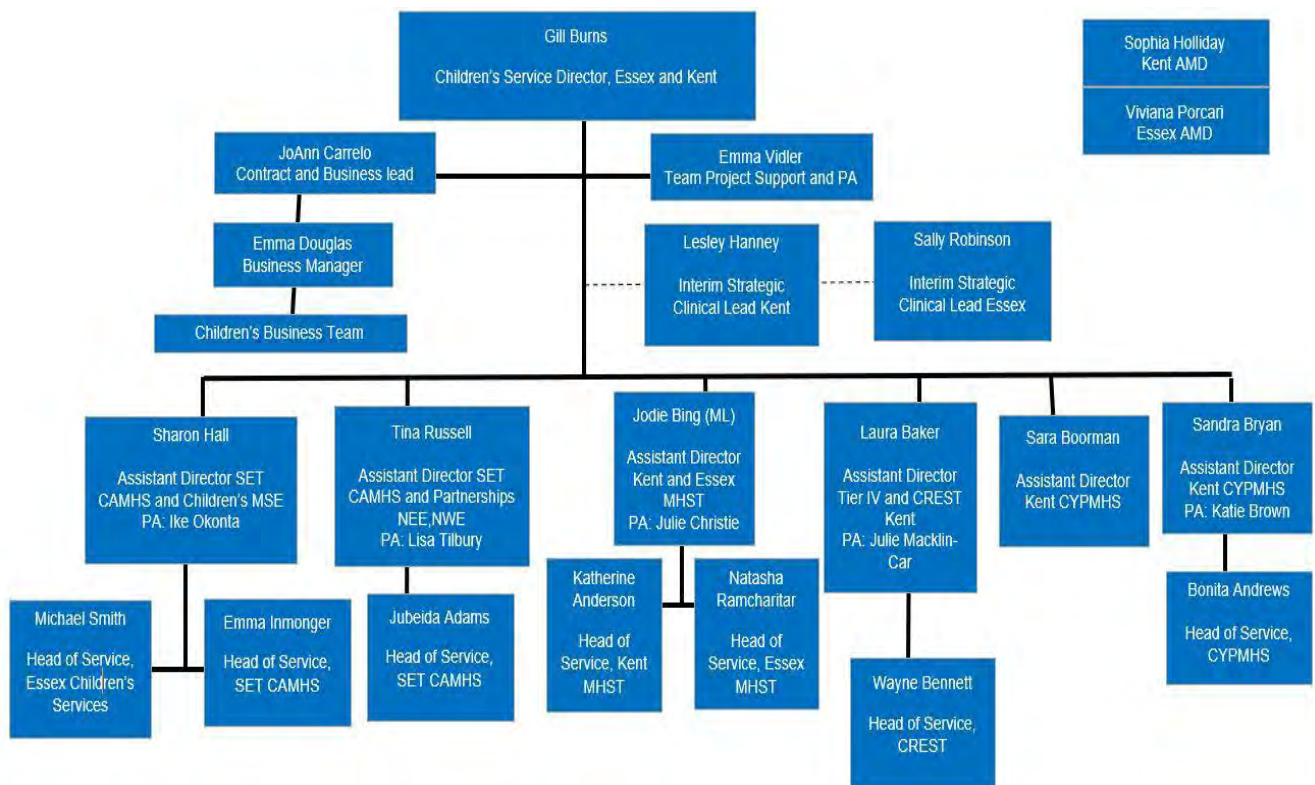 Gill Burns
Children's Service Director, Essex and Kent
Sophia Holliday
Kent AMD
Viviana Porcari
Essex AMD
JoAnn Carrelo
Contract and Business lead
Emma Vidler
Team Project Support and PA
Emma Douglas
Business Manager
Lesley Hanney
Interim Strategic
Clinical Lead Kent
Sally Robinson
Interim Strategic
Clinical Lead Essex
Children's Business Team
Sharon Hall
Assistant Director SET
CAMHS and Children's MSE
PA: Ike Okonta
Tina Russell
Assistant Director SET
CAMHS and Partnerships
NEE,NWE
PA: Lisa Tilbury
Jodie Bing (ML)
Assistant Director
Kent and Essex
MHST
PA: Julie Christie
Laura Baker
Assistant Director
Tier IV and CREST
Kent
PA: Julie Macklin-
Car
Sara Boorman
Assistant Director
Kent CYPMHS
Sandra Bryan
Assistant Director
Kent CYPMHS
PA: Katie Brown
Michael Smith
Head of Service,
Essex Children's
Services
Emma Inmonger
Head of Service,
SET CAMHS
Jubeida Adams
Head of Service,
SET CAMHS
Katherine
Anderson
Head of
Service, Kent
MHST
Natasha
Ramcharitar
Head of
Service, Essex
MHST
Wayne Bennett
Head of Service,
CREST
Bonita Andrews
Head of Service,
CYPMHS